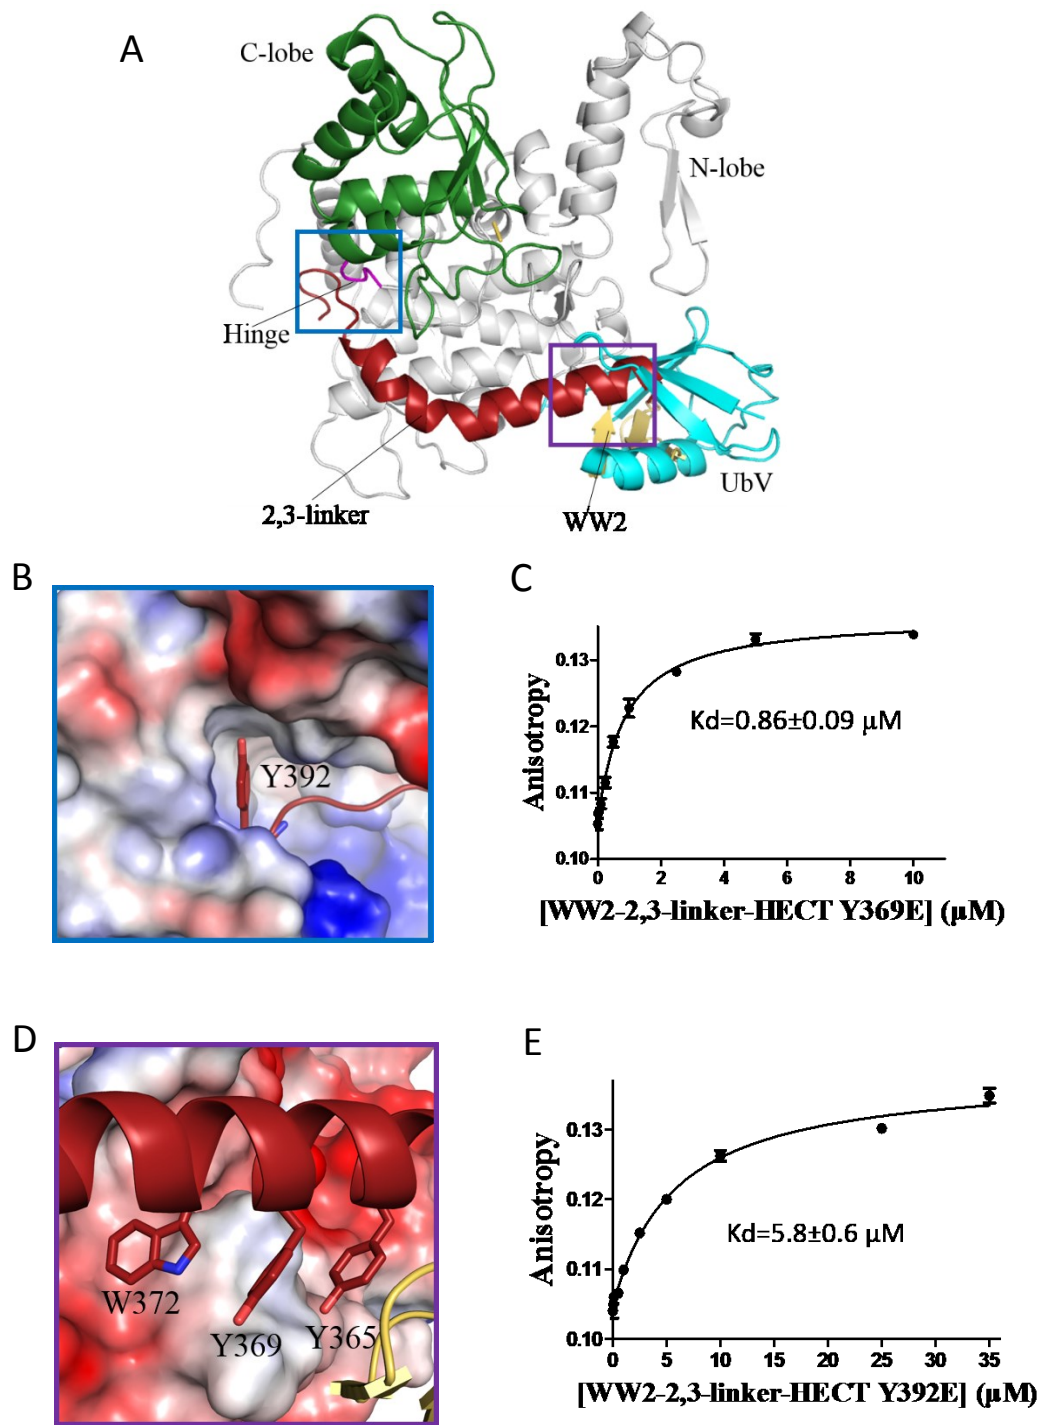 A
C-lobe
N-lobe
Hinge
UbV
2,3-linker
WW2
B
Y392
C
0.13
0.12
0.11
0.10
Anisotropy
Kd=0.86±0.09 µM
0 2 4 6 8 10
[WW2-2,3-linker-HECT Y369E] (µM)
D
W372
Y369
Y365
E
0.13
0.12
0.11
0.10
Anisotropy
Kd=5.8±0.6 µM
0 5 10 15 20 25 30 35
[WW2-2,3-linker-HECT Y392E] (µM)